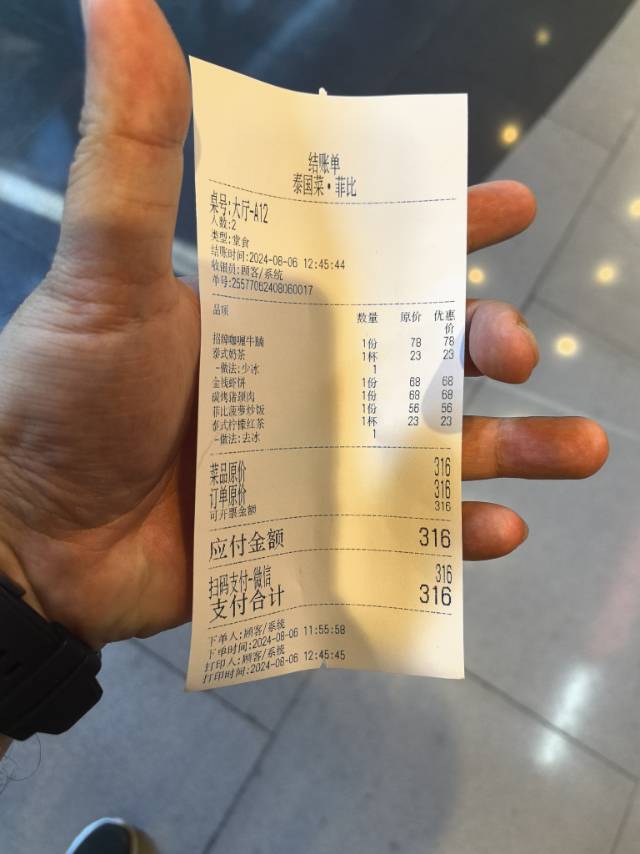 结账单
泰国菜•菲比
桌号:大厅-A12
人数:2
类型:堂食
结账时间:2024-08-06 12:45:44
收银员:顾客/系统
单号:25577062408060017
品项 数量 原价 优惠价
招牌咖喱牛腩 1份 78 78
泰式奶茶 1杯 23 23
-做法:少冰 1
金钱虾饼 1份 68 68
碳烤猪颈肉 1份 68 68
菲比菠萝炒饭 1份 56 56
泰式柠檬红茶 1杯 23 23
-做法:去冰 1
菜品原价 316
订单原价 316
可开票金额 316
应付金额 316
扫码支付-微信 316
支付合计 316
下单人:顾客/系统
下单时间:2024-08-06 11:55:58
打印人:顾客/系统
打印时间:2024-08-06 12:45:45